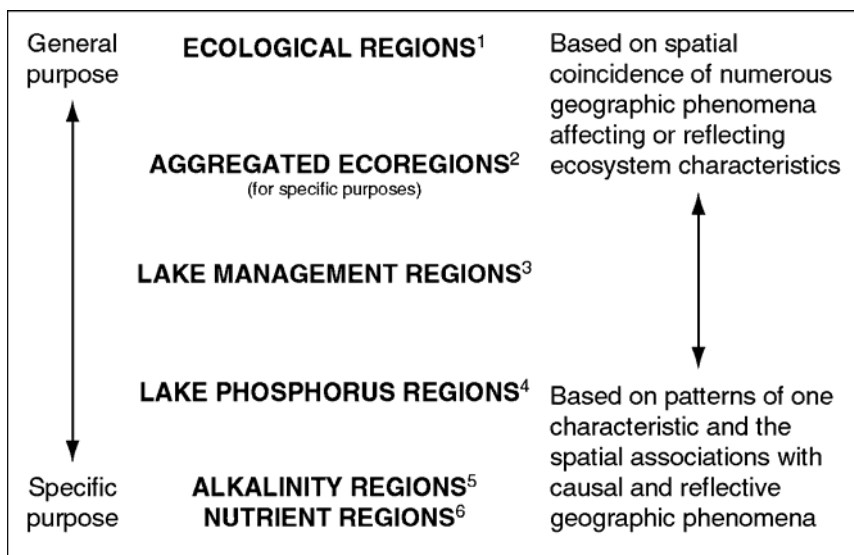 General
purpose
ECOLOGICAL REGIONS¹
Based on spatial
coincidence of numerous
geographic phenomena
affecting or reflecting
ecosystem characteristics
AGGREGATED ECOREGIONS²
(for specific purposes)
LAKE MANAGEMENT REGIONS³
LAKE PHOSPHORUS REGIONS⁴
Based on patterns of one
characteristic and the
spatial associations with
causal and reflective
geographic phenomena
Specific
purpose
ALKALINITY REGIONS⁵
NUTRIENT REGIONS⁶